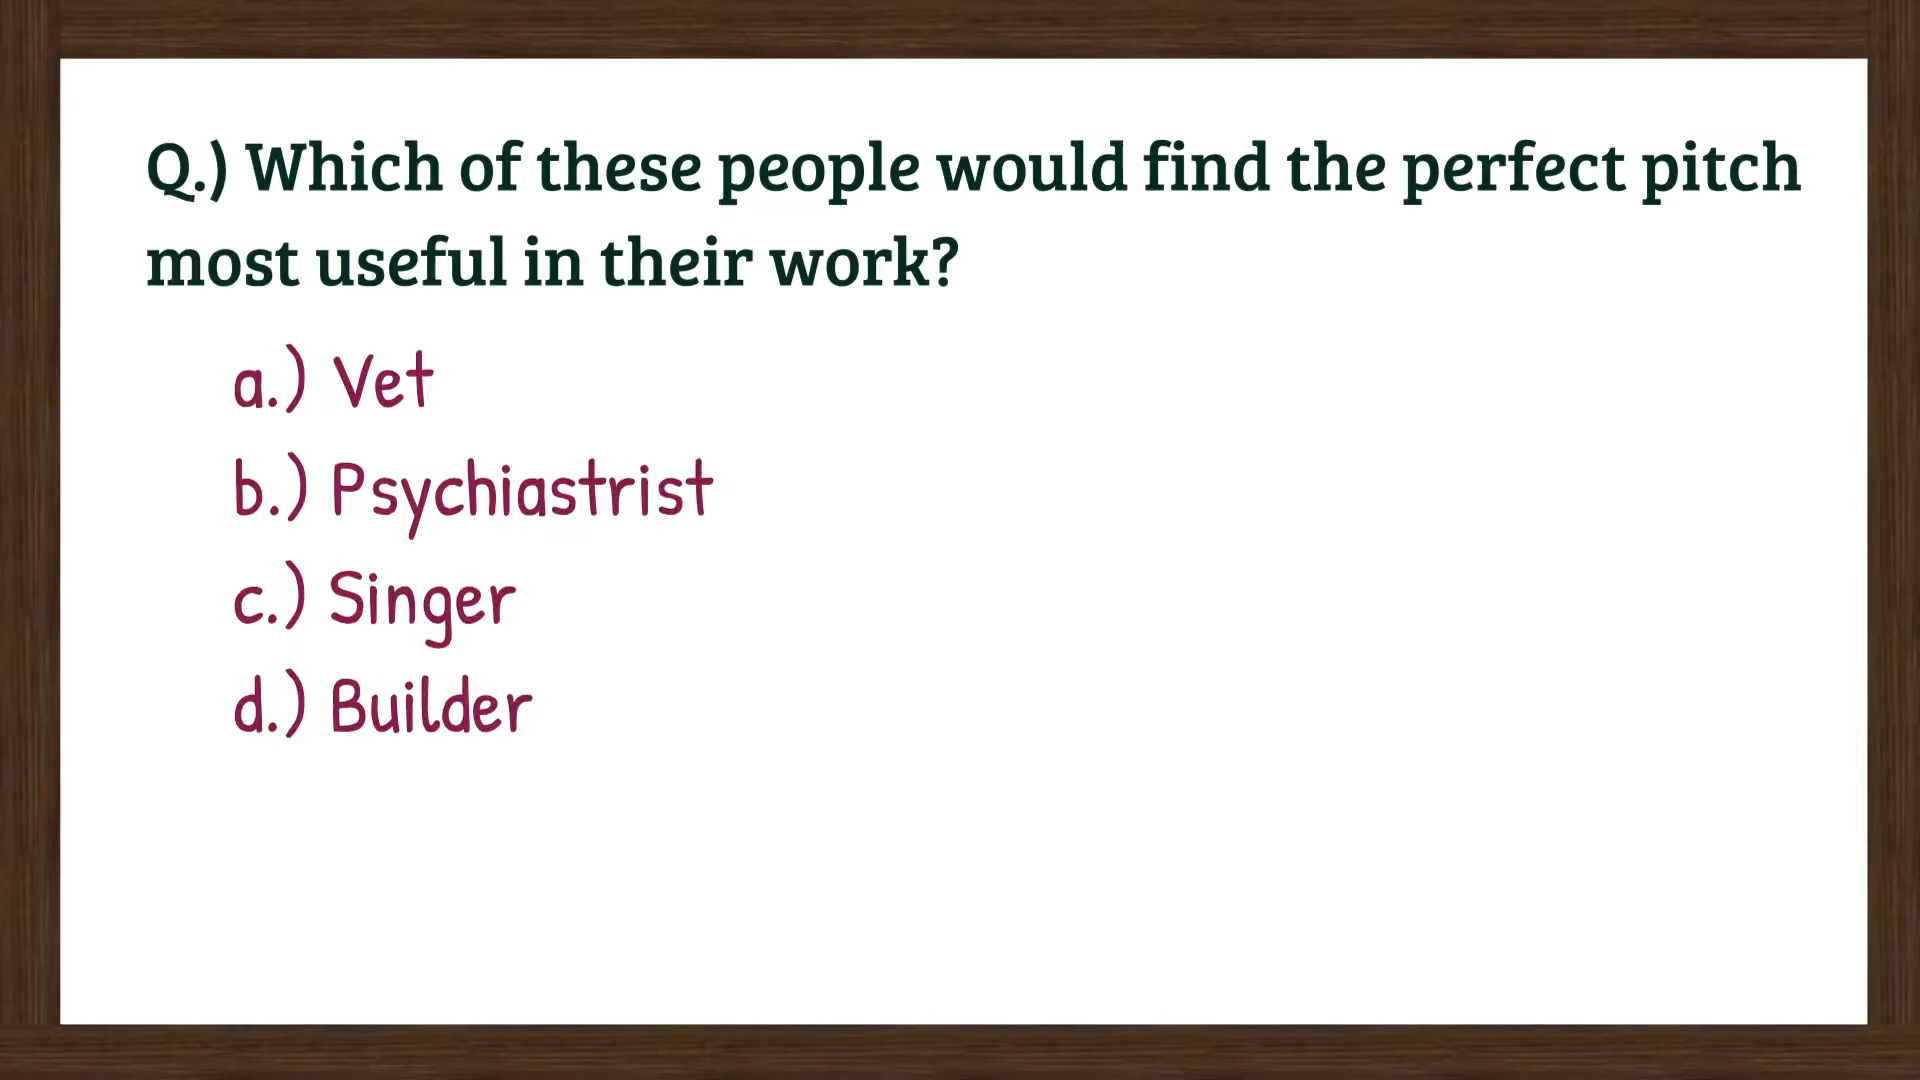 Q.) Which of these people would find the perfect pitch
most useful in their work?
a.) Vet
b.) Psychiastrist
c.) Singer
d.) Builder